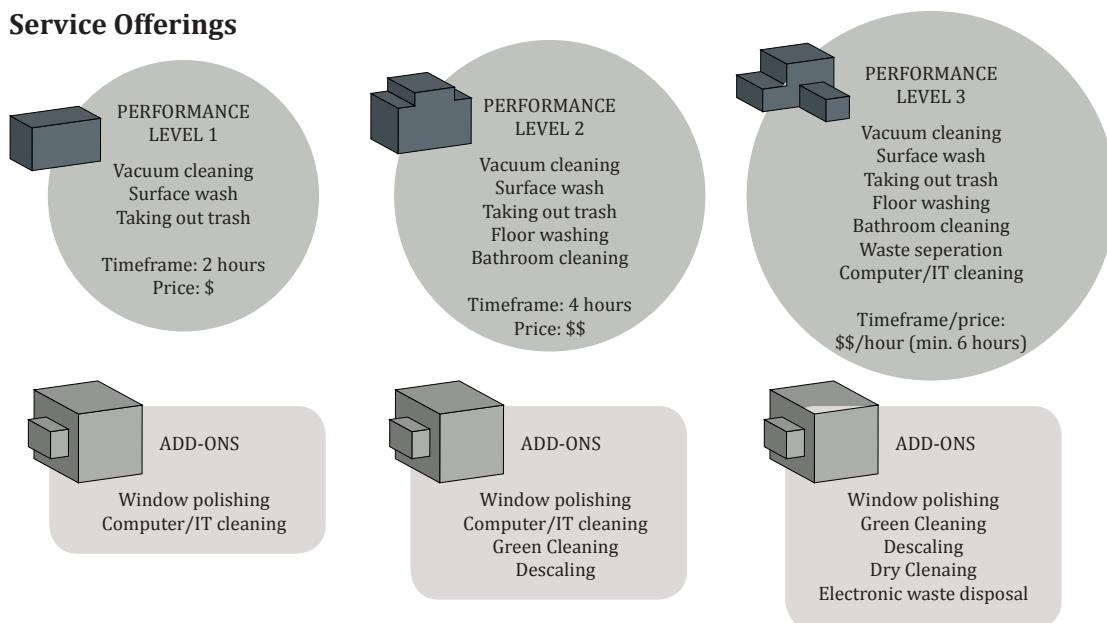 Service Offerings
PERFORMANCE
LEVEL 1
Vacuum cleaning
Surface wash
Taking out trash
Timeframe: 2 hours
Price: $
PERFORMANCE
LEVEL 2
Vacuum cleaning
Surface wash
Taking out trash
Floor washing
Bathroom cleaning
Timeframe: 4 hours
Price: $$
PERFORMANCE
LEVEL 3
Vacuum cleaning
Surface wash
Taking out trash
Floor washing
Bathroom cleaning
Waste seperation
Computer/IT cleaning
Timeframe/price:
$$/hour (min. 6 hours)
ADD-ONS
Window polishing
Computer/IT cleaning
ADD-ONS
Window polishing
Computer/IT cleaning
Green Cleaning
Descaling
ADD-ONS
Window polishing
Green Cleaning
Descaling
Dry Clenaing
Electronic waste disposal